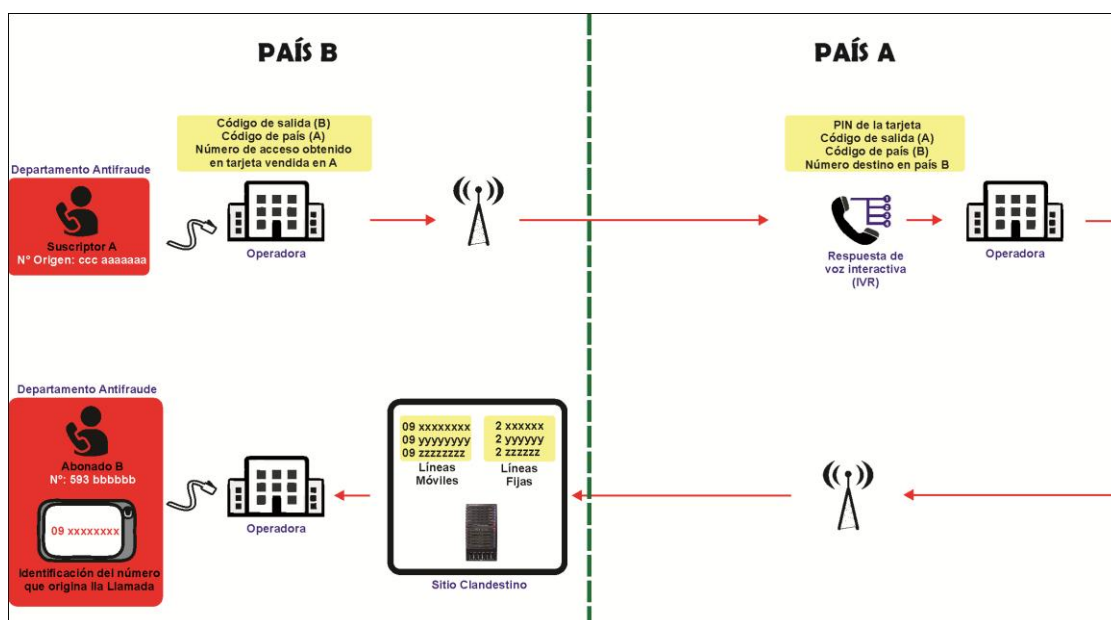 PAÍS B
PAÍS A
Código de salida (B)
Código de país (A)
Número de acceso obtenido
en tarjeta vendida en A
PIN de la tarjeta
Código de salida (A)
Código de país (B)
Número destino en país B
Departamento Antifraude
Suscriptor A
Nº Origen: ccc aaaaaaa
Operadora
Respuesta de
voz interactiva
(IVR)
Operadora
Departamento Antifraude
Abonado B
Nº: 593 bbbbbb
09 xxxxxxxx
Identificación del número
que origina lla Llamada
Operadora
09 xxxxxxxx
09 yyyyyyyy
09 zzzzzzzz
Líneas
Móviles
2 xxxxxx
2 yyyyyy
2 zzzzzz
Líneas
Fijas
Sitio Clandestino